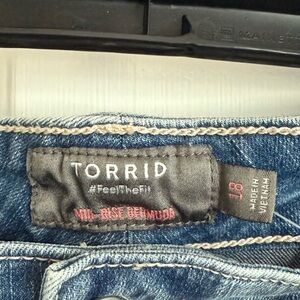 TORRID
#FeelTheFit
MID-RISE BERMUDA
18
MADE IN
VIETNAM